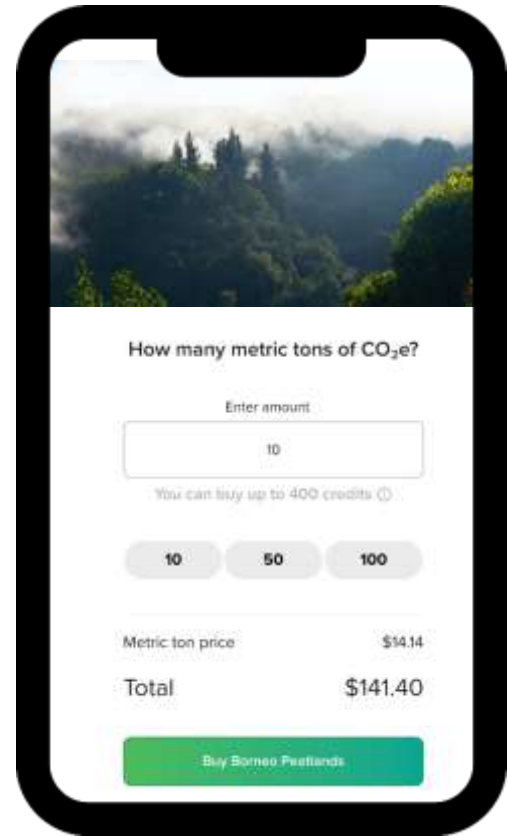 How many metric tons of CO₂e?
Enter amount
10
You can buy up to 400 credits ⓘ
10 50 100
Metric ton price $14.14
Total $141.40
Buy Borneo Peatlands